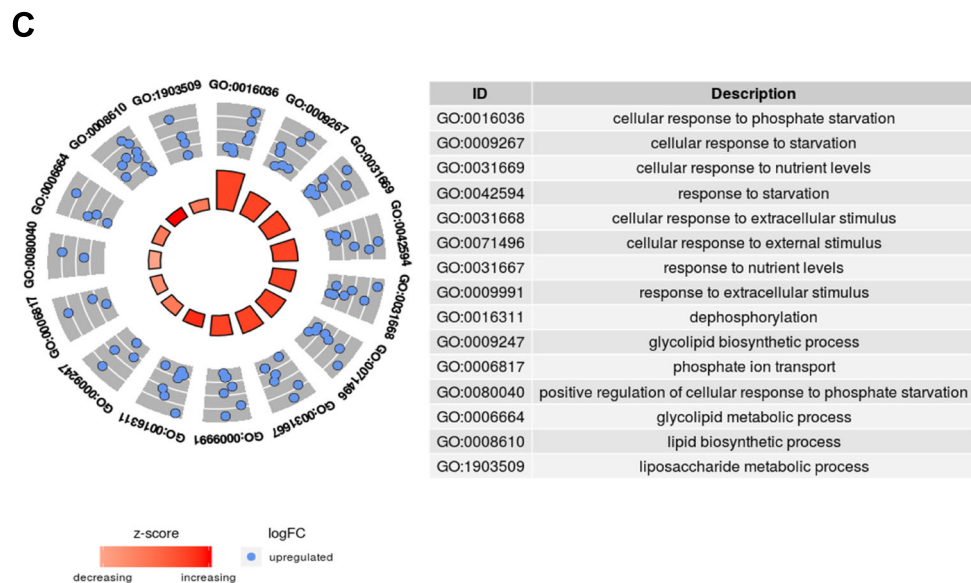 C
GO:0016036
GO:0009267
GO:0031669
GO:0042594
GO:0031668
GO:0071496
GO:0031667
GO:0009991
GO:0016311
GO:0009247
GO:0006817
GO:0080040
GO:0006664
GO:0008610
GO:1903509
ID Description
GO:0016036 cellular response to phosphate starvation
GO:0009267 cellular response to starvation
GO:0031669 cellular response to nutrient levels
GO:0042594 response to starvation
GO:0031668 cellular response to extracellular stimulus
GO:0071496 cellular response to external stimulus
GO:0031667 response to nutrient levels
GO:0009991 response to extracellular stimulus
GO:0016311 dephosphorylation
GO:0009247 glycolipid biosynthetic process
GO:0006817 phosphate ion transport
GO:0080040 positive regulation of cellular response to phosphate starvation
GO:0006664 glycolipid metabolic process
GO:0008610 lipid biosynthetic process
GO:1903509 liposaccharide metabolic process
z-score logFC
upregulated
decreasing increasing